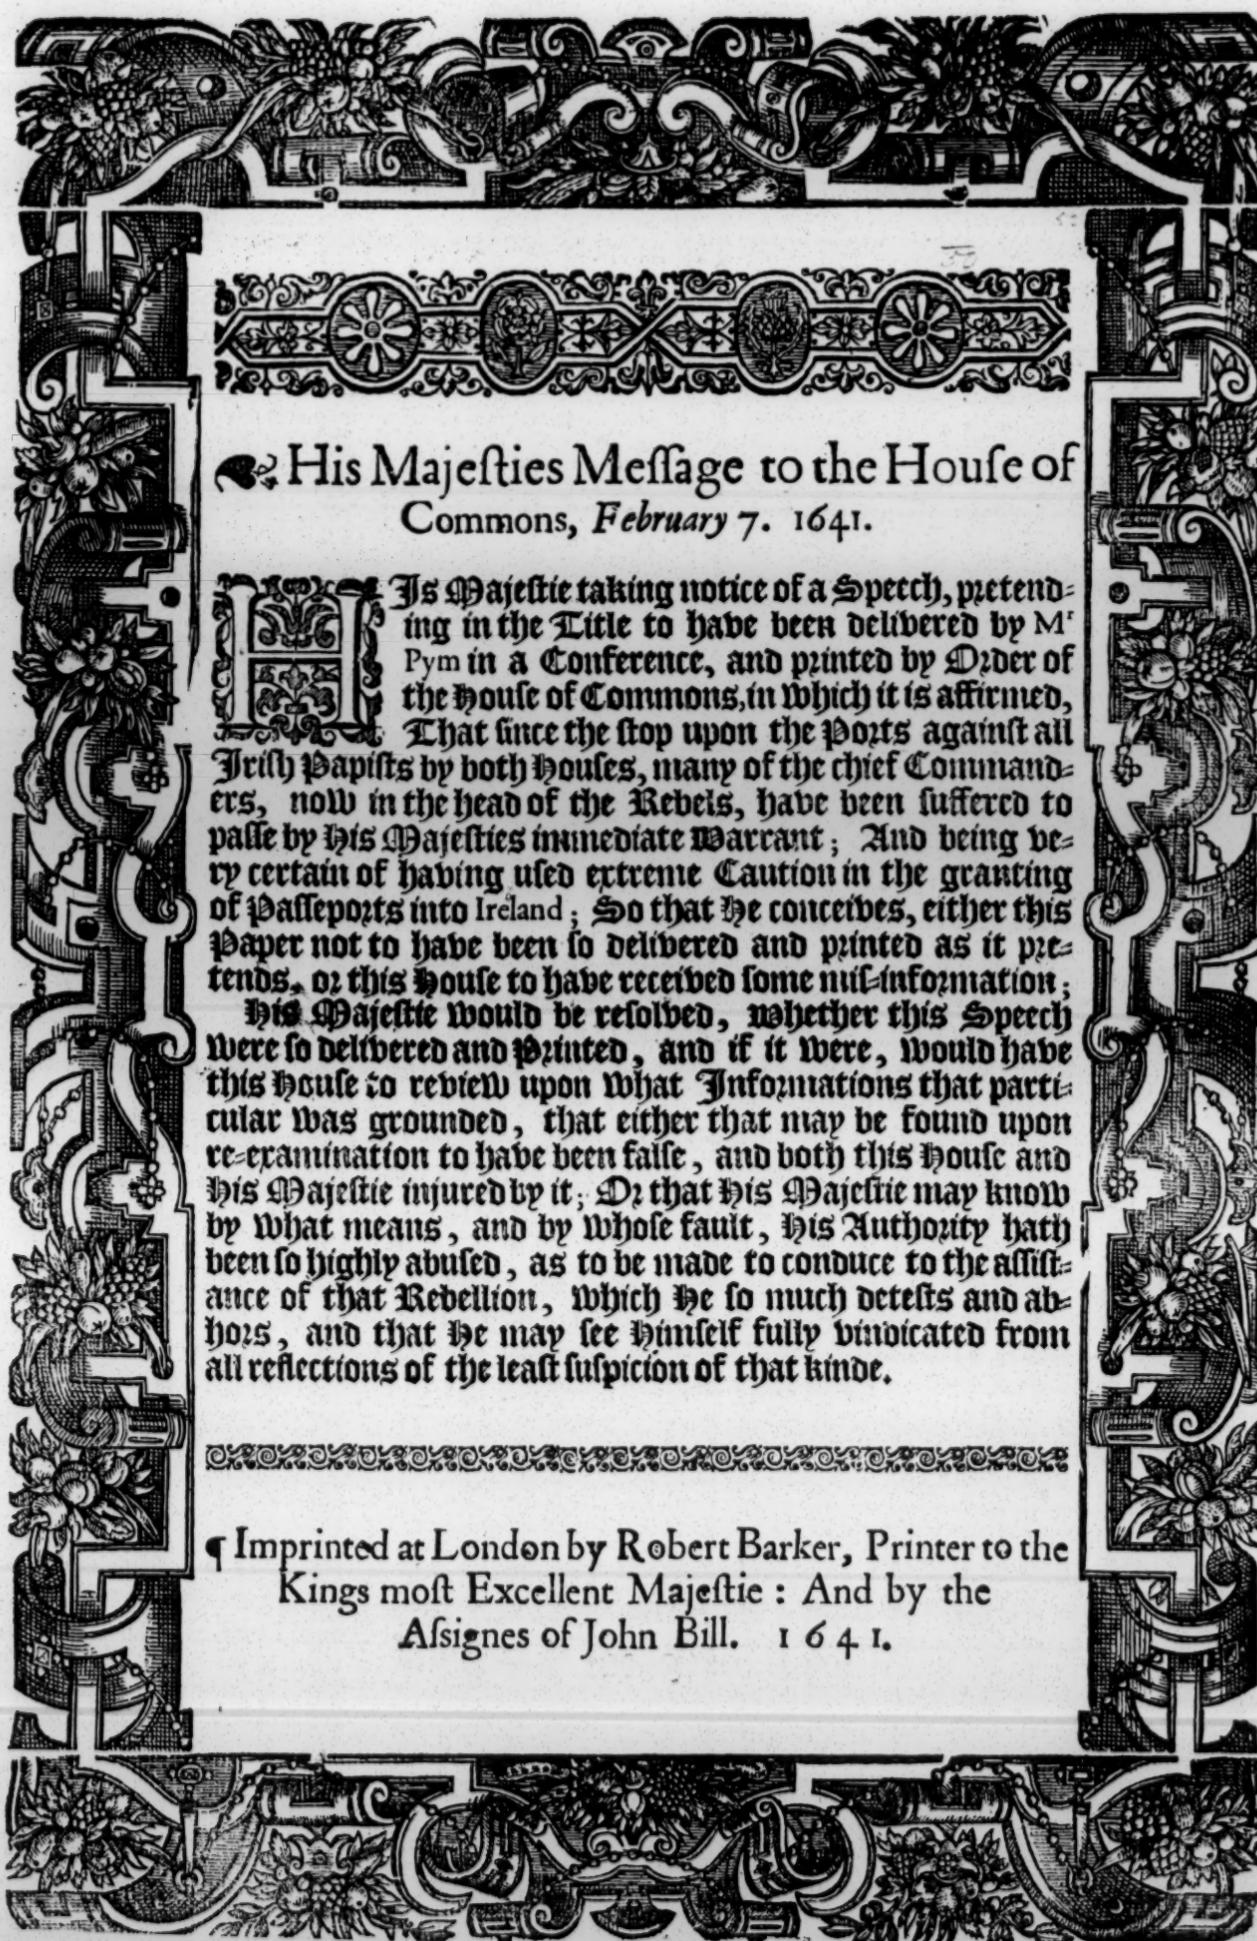 His Majeſties Meſſage to the Houſe of
Commons, February 7. 1641.
HIs Majeſtie taking notice of a Speech, pretend-
ing in the Title to have been delivered by Mr
Pym in a Conference, and printed by Order of
the Houſe of Commons, in which it is affirmed,
That ſince the ſtop upon the Ports againſt all
Iriſh Papiſts by both Houſes, many of the chief Command-
ers, now in the head of the Rebels, have been ſuffered to
paſſe by His Majeſties immediate Warrant; And being ve-
ry certain of having uſed extreme Caution in the granting
of Paſſeports into Ireland; So that He conceives, either this
Paper not to have been ſo delivered and printed as it pre-
tends, or this Houſe to have received ſome miſ-information;
His Majeſtie would be reſolved, Whether this Speech
were ſo delivered and Printed, and if it were, would have
this Houſe to review upon what Informations that parti-
cular was grounded, that either that may be found upon
re-examination to have been falſe, and both this Houſe and
His Majeſtie injured by it; Or that His Majeſtie may know
by what means, and by whoſe fault, His Authority hath
been ſo highly abuſed, as to be made to conduce to the aſſiſt-
ance of that Rebellion, which He ſo much deteſts and ab-
hors, and that He may ſee Himſelf fully vindicated from
all reflections of the leaſt ſuſpicion of that kinde.
¶ Imprinted at London by Robert Barker, Printer to the
Kings moſt Excellent Majeſtie : And by the
Aſsignes of John Bill. 1641.